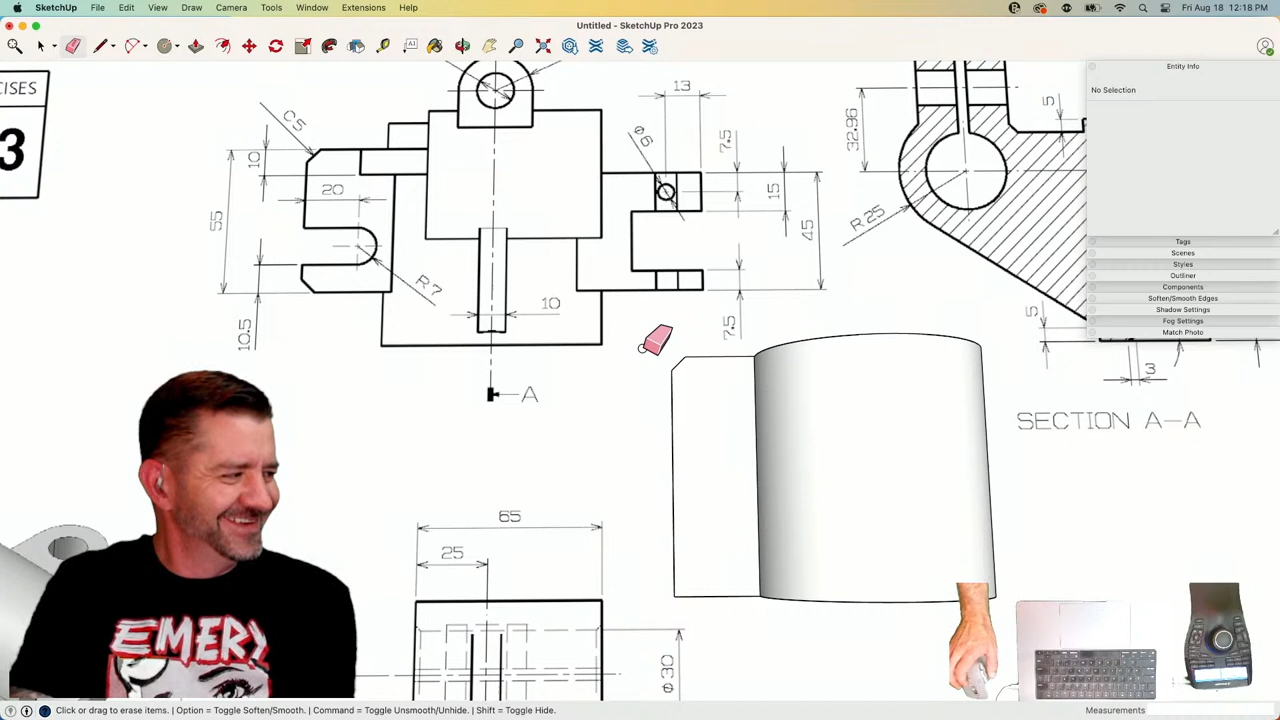 SketchUp File Edit View Draw Camera Tools Window Extensions Help
Fri Aug 18 12:18 PM
Untitled - SketchUp Pro 2023
Entity Info
No Selection
Tags
Scenes
Styles
Outliner
Components
Soften/Smooth Edges
Shadow Settings
Fog Settings
Match Photo
CISES
3
C5
10
20
55
R7
10
10.5
A
13
⌀6
7.5
15
45
7.5
32.96
R25
5
5
3
SECTION A-A
65
25
⌀30
EMERY
Click or drag to erase items. | Option = Toggle Soften/Smooth. | Command = Toggle Unsmooth/Unhide. | Shift = Toggle Hide.
Measurements